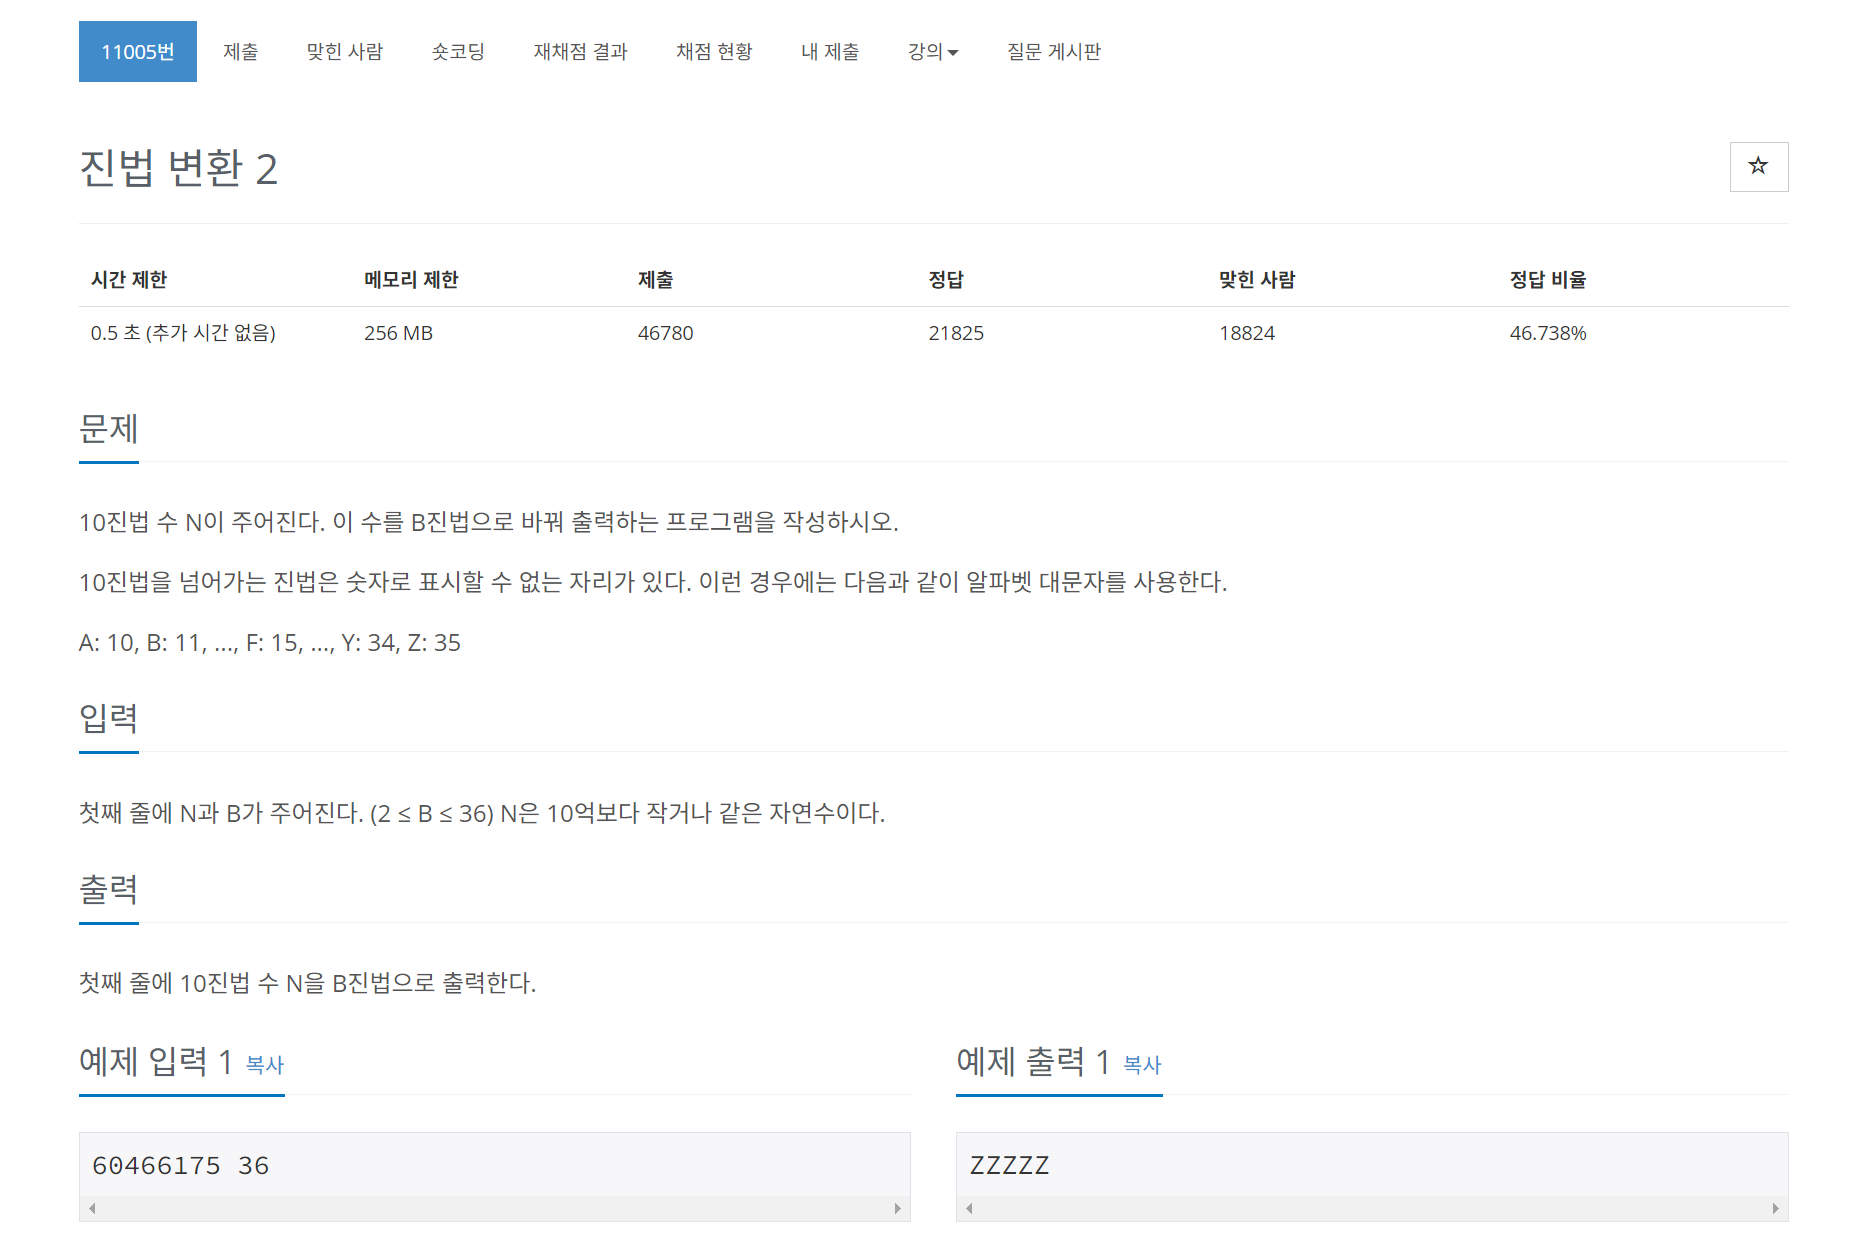 11005번 제출 맞힌 사람 숏코딩 재채점 결과 채점 현황 내 제출 강의 질문 게시판
진법 변환 2
시간 제한 메모리 제한 제출 정답 맞힌 사람 정답 비율
0.5 초 (추가 시간 없음) 256 MB 46780 21825 18824 46.738%
문제
10진법 수 N이 주어진다. 이 수를 B진법으로 바꿔 출력하는 프로그램을 작성하시오.
10진법을 넘어가는 진법은 숫자로 표시할 수 없는 자리가 있다. 이런 경우에는 다음과 같이 알파벳 대문자를 사용한다.
A: 10, B: 11, ..., F: 15, ..., Y: 34, Z: 35
입력
첫째 줄에 N과 B가 주어진다. (2 ≤ B ≤ 36) N은 10억보다 작거나 같은 자연수이다.
출력
첫째 줄에 10진법 수 N을 B진법으로 출력한다.
예제 입력 1 복사
60466175 36
예제 출력 1 복사
ZZZZZ